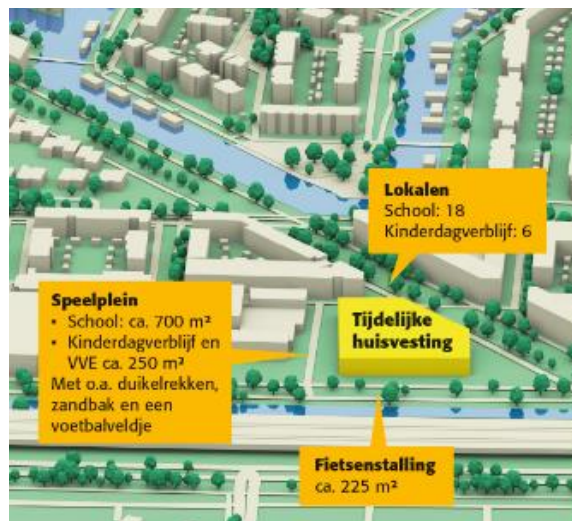 Lokalen
School: 18
Kinderdagverblijf: 6
Speelplein
• School: ca. 700 m²
• Kinderdagverblijf en
VVE ca. 250 m²
Met o.a. duikelrekken,
zandbak en een
voetbalveldje
Tijdelijke
huisvesting
Fietsenstalling
ca. 225 m²